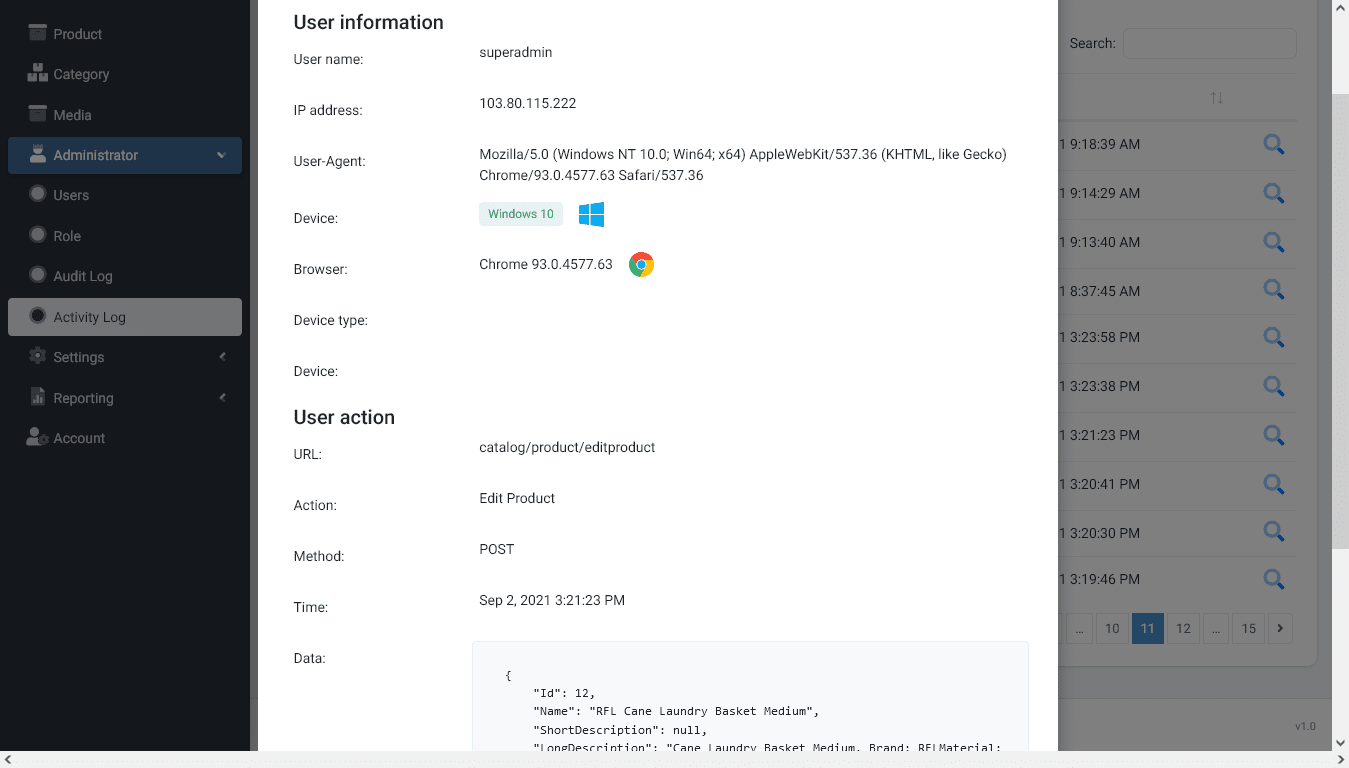 Product
Category
Media
Administrator
Users
Role
Audit Log
Activity Log
Settings
Reporting
Account
User information
User name: superadmin
IP address: 103.80.115.222
User-Agent: Mozilla/5.0 (Windows NT 10.0; Win64; x64) AppleWebKit/537.36 (KHTML, like Gecko)
Chrome/93.0.4577.63 Safari/537.36
Device: Windows 10
Browser: Chrome 93.0.4577.63
Device type:
Device:
User action
URL: catalog/product/editproduct
Action: Edit Product
Method: POST
Time: Sep 2, 2021 3:21:23 PM
Data:
{
"Id": 12,
"Name": "RFL Cane Laundry Basket Medium",
"ShortDescription": null,
"LongDescription": "Cane Laundry Basket Medium, Brand: RFLMaterial:
Search:
1 9:18:39 AM
1 9:14:29 AM
1 9:13:40 AM
1 8:37:45 AM
1 3:23:58 PM
1 3:23:38 PM
1 3:21:23 PM
1 3:20:41 PM
1 3:20:30 PM
1 3:19:46 PM
... 10 11 12 ... 15
v1.0